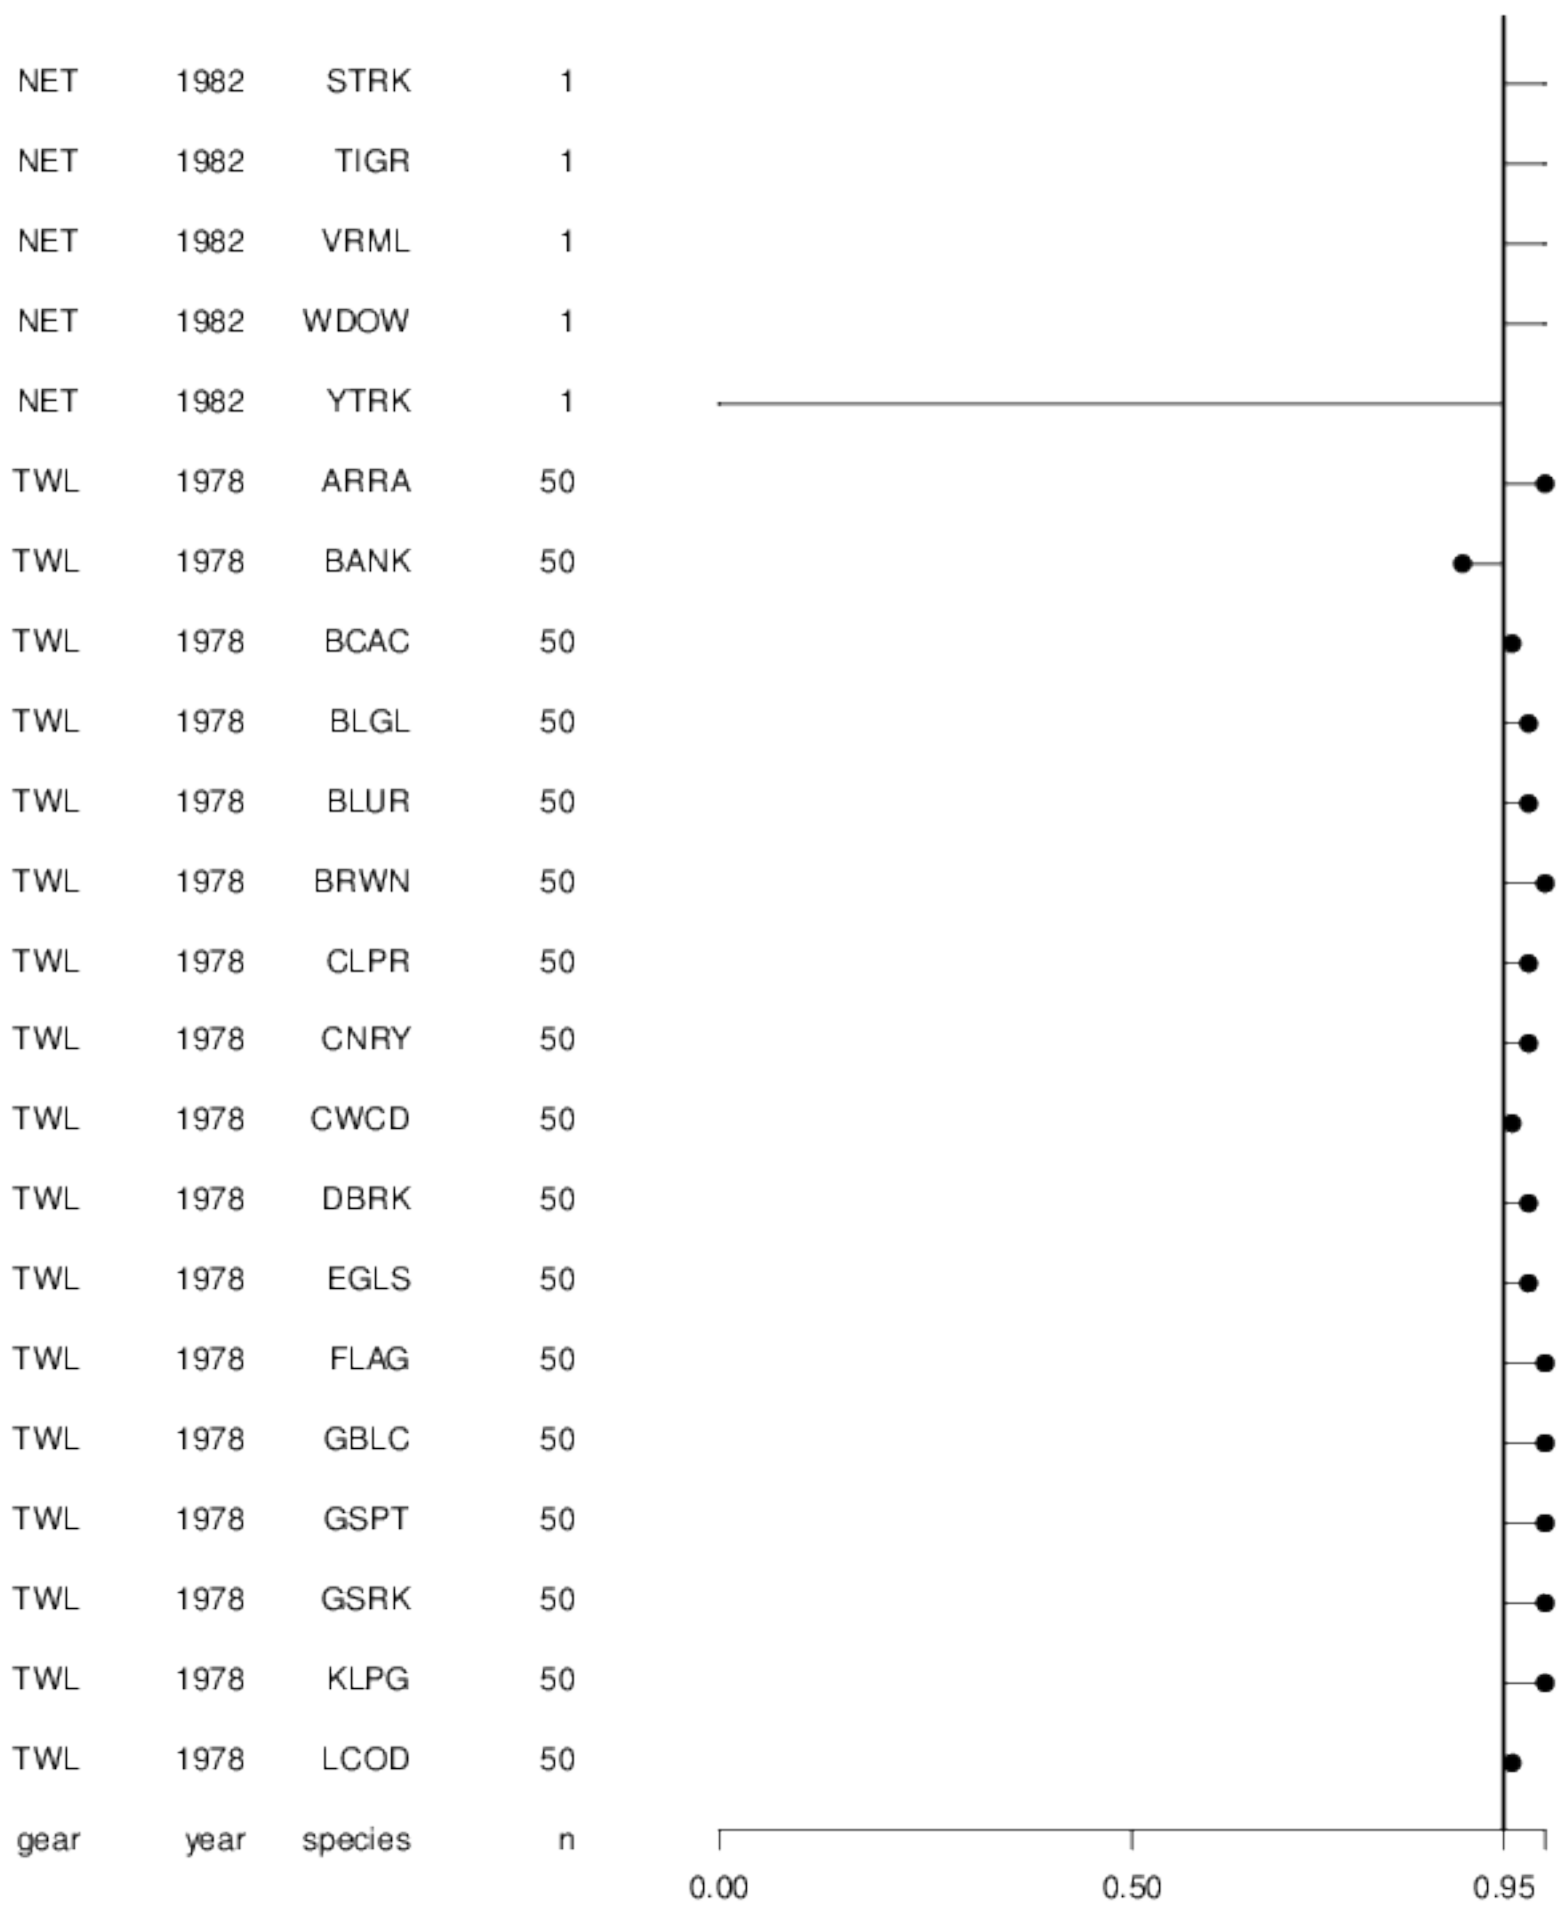 NET 1982 STRK 1
NET 1982 TIGR 1
NET 1982 VRML 1
NET 1982 WDOW 1
NET 1982 YTRK 1
TWL 1978 ARRA 50
TWL 1978 BANK 50
TWL 1978 BCAC 50
TWL 1978 BLGL 50
TWL 1978 BLUR 50
TWL 1978 BRWN 50
TWL 1978 CLPR 50
TWL 1978 CNRY 50
TWL 1978 CWCD 50
TWL 1978 DBRK 50
TWL 1978 EGLS 50
TWL 1978 FLAG 50
TWL 1978 GBLC 50
TWL 1978 GSPT 50
TWL 1978 GSRK 50
TWL 1978 KLPG 50
TWL 1978 LCOD 50
gear year species n
0.00 0.50 0.95